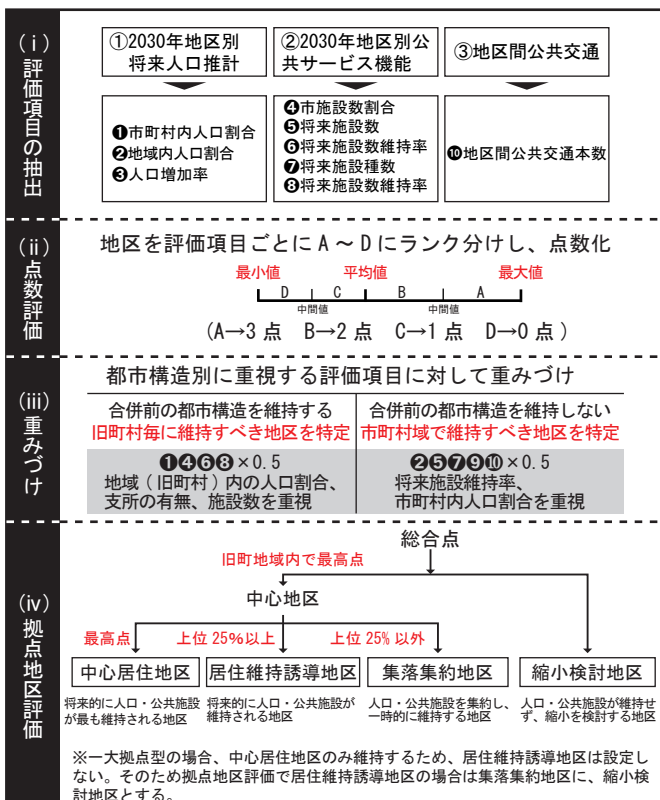 (ⅰ)評価項目の抽出
①2030年地区別
将来人口推計
②2030年地区別公
共サービス機能
③地区間公共交通
❶市町村内人口割合
❷地域内人口割合
❸人口増加率
❹市施設数割合
❺将来施設数
❻将来施設数維持率
❼将来施設種数
❽将来施設数維持率
❿地区間公共交通本数
(ⅱ)点数評価
地区を評価項目ごとに A ～ D にランク分けし、点数化
最小値 平均値 最大値
D C B A
中間値 中間値
(A→3 点 B→2 点 C→1 点 D→0 点 )
(ⅲ)重みづけ
都市構造別に重視する評価項目に対して重みづけ
合併前の都市構造を維持する
旧町村毎に維持すべき地区を特定
❶❹❻❽×0.5
地域 ( 旧町村 ) 内の人口割合、
支所の有無、施設数を重視
合併前の都市構造を維持しない
市町村域で維持すべき地区を特定
❷❺❼❾❿×0.5
将来施設維持率、
市町村内人口割合を重視
(ⅳ)拠点地区評価
総合点
旧町地域内で最高点
中心地区
最高点 上位 25%以上 上位 25% 以外
中心居住地区 居住維持誘導地区 集落集約地区 縮小検討地区
将来的に人口・公共施設
が最も維持される地区
将来的に人口・公共施設が
維持される地区
人口・公共施設を集約し、
一時的に維持する地区
人口・公共施設が維持せ
ず、縮小を検討する地区
※一大拠点型の場合、中心居住地区のみ維持するため、居住維持誘導地区は設定し
ない。そのため拠点地区評価で居住維持誘導地区の場合は集落集約地区に、縮小検
討地区とする。